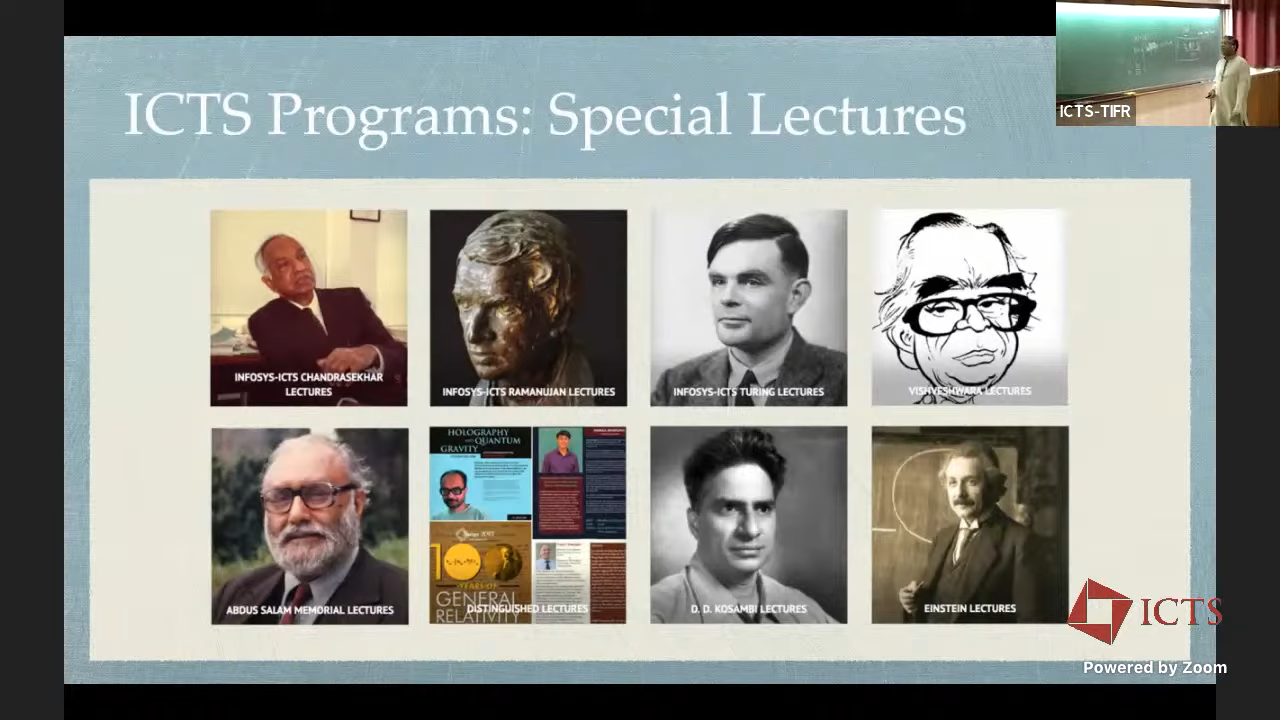 ICTS Programs: Special Lectures
ICTS-TIFR
INFOSYS-ICTS CHANDRASEKHAR
LECTURES
INFOSYS-ICTS RAMANUJAN LECTURES
INFOSYS-ICTS TURING LECTURES
VISHVESHWARA LECTURES
ABDUS SALAM MEMORIAL LECTURES
HOLOGRAPHY
AND QUANTUM
GRAVITY
YEARS OF
GENERAL
RELATIVITY
DISTINGUISHED LECTURES
D. D. KOSAMBI LECTURES
EINSTEIN LECTURES
ICTS
Powered by Zoom